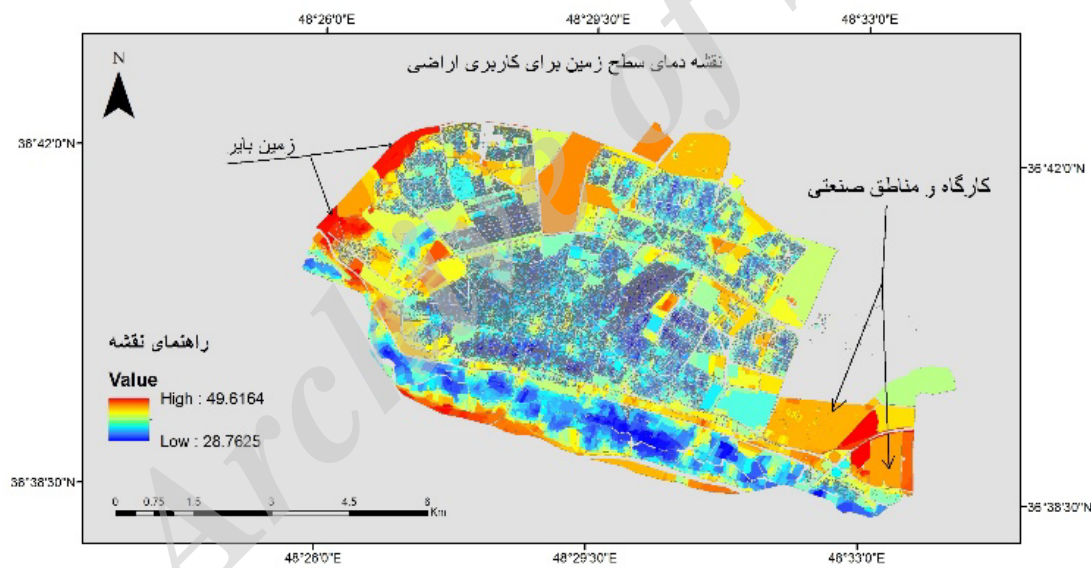 48°26'0"E 48°29'30"E 48°33'0"E
N
نقشه دمای سطح زمین برای کاربری اراضی
36°42'0"N
36°42'0"N
زمین بایر
کارگاه و مناطق صنعتی
راهنمای نقشه
Value
High : 49.6164
Low : 28.7625
36°38'30"N
36°38'30"N
0 0.75 1.5 3 4.5 6
Km
48°26'0"E 48°29'30"E 48°33'0"E
Archive of